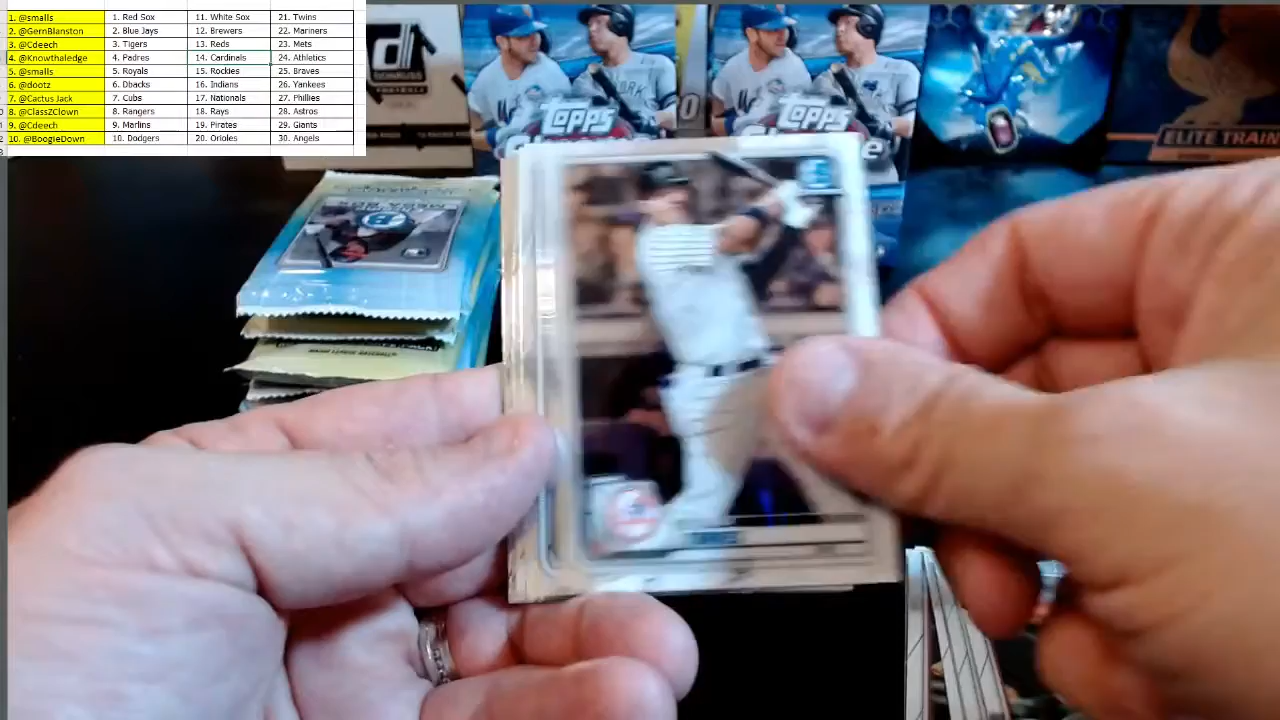 1. @smalls 1. Red Sox 11. White Sox 21. Twins
2. @GernBlanston 2. Blue Jays 12. Brewers 22. Mariners
3. @Cdeech 3. Tigers 13. Reds 23. Mets
4. @Knowthaledge 4. Padres 14. Cardinals 24. Athletics
5. @smalls 5. Royals 15. Rockies 25. Braves
6. @dootz 6. Dbacks 16. Indians 26. Yankees
7. @Cactus Jack 7. Cubs 17. Nationals 27. Phillies
8. @ClassZClown 8. Rangers 18. Rays 28. Astros
9. @Cdeech 9. Marlins 19. Pirates 29. Giants
10. @BoogieDown 10. Dodgers 20. Orioles 30. Angels
Topps
Topps
ELITE TRAIN